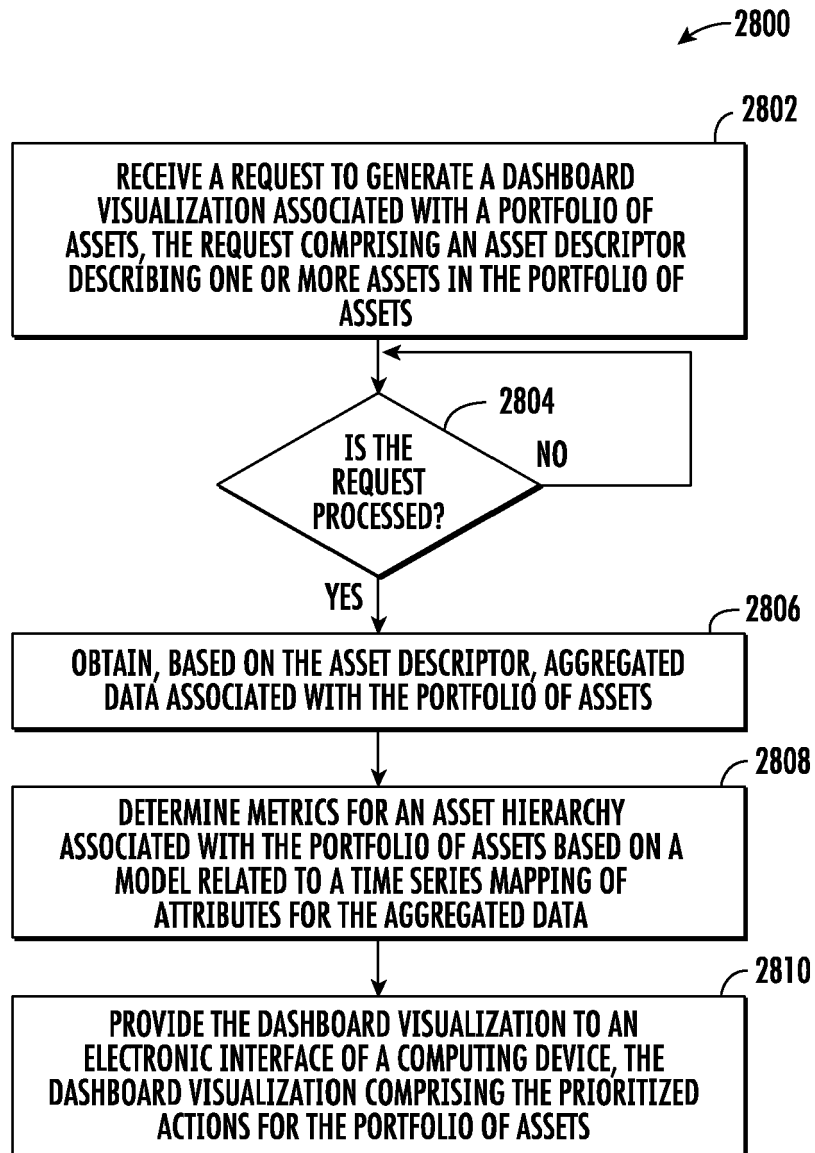 2800
2802
RECEIVE A REQUEST TO GENERATE A DASHBOARD
VISUALIZATION ASSOCIATED WITH A PORTFOLIO OF
ASSETS, THE REQUEST COMPRISING AN ASSET DESCRIPTOR
DESCRIBING ONE OR MORE ASSETS IN THE PORTFOLIO OF
ASSETS
2804
IS THE
REQUEST
PROCESSED?
NO
YES
2806
OBTAIN, BASED ON THE ASSET DESCRIPTOR, AGGREGATED
DATA ASSOCIATED WITH THE PORTFOLIO OF ASSETS
2808
DETERMINE METRICS FOR AN ASSET HIERARCHY
ASSOCIATED WITH THE PORTFOLIO OF ASSETS BASED ON A
MODEL RELATED TO A TIME SERIES MAPPING OF
ATTRIBUTES FOR THE AGGREGATED DATA
2810
PROVIDE THE DASHBOARD VISUALIZATION TO AN
ELECTRONIC INTERFACE OF A COMPUTING DEVICE, THE
DASHBOARD VISUALIZATION COMPRISING THE PRIORITIZED
ACTIONS FOR THE PORTFOLIO OF ASSETS